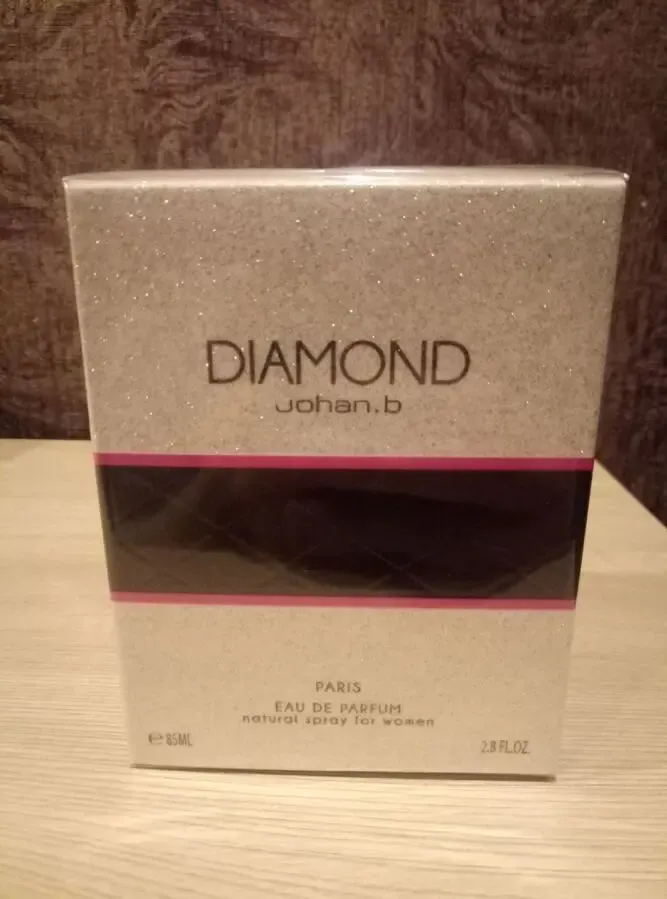 DIAMOND
Johan.b
PARIS
EAU DE PARFUM
natural spray for women
℮ 85ML 2.8 FL.OZ.